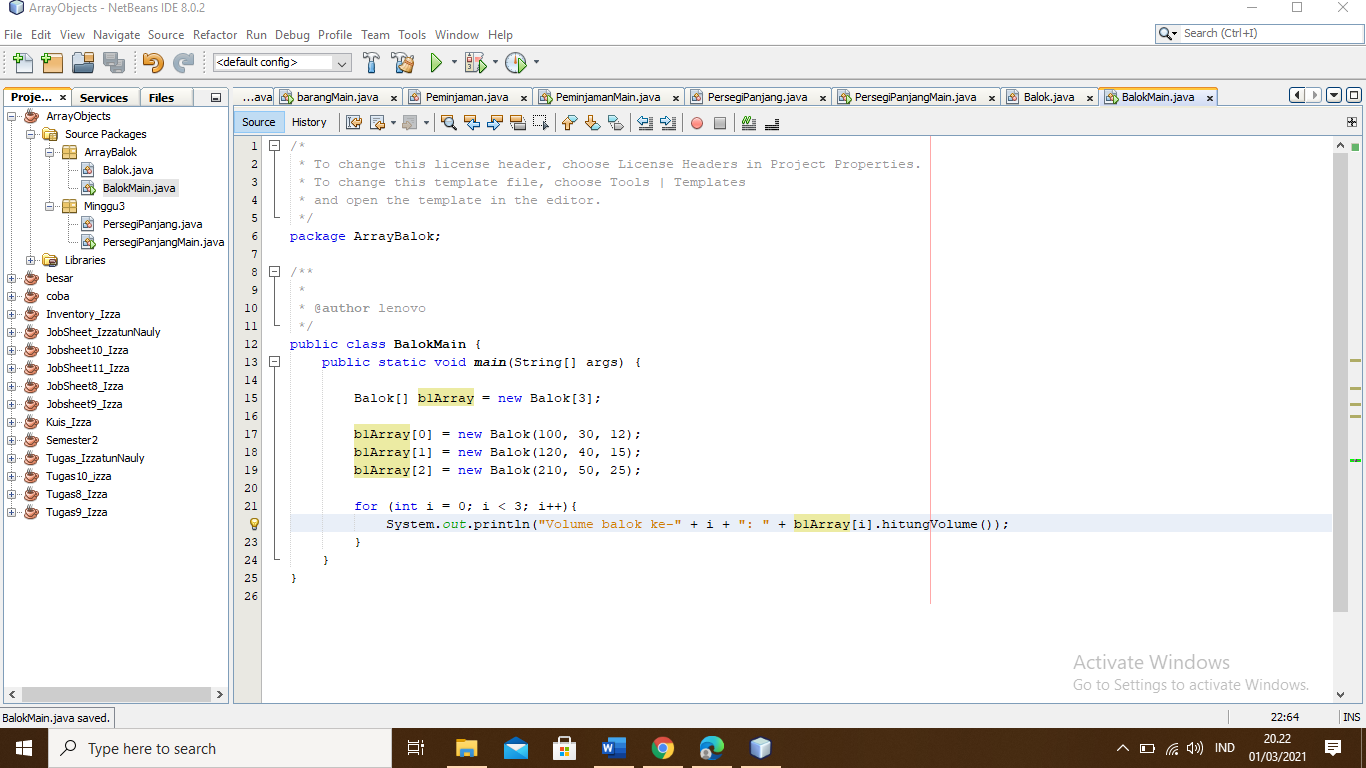 ArrayObjects - NetBeans IDE 8.0.2
File Edit View Navigate Source Refactor Run Debug Profile Team Tools Window Help
Search (Ctrl+I)
<default config>
Proje... × Services Files
...ava barangMain.java × Peminjaman.java × PeminjamanMain.java × PersegiPanjang.java × PersegiPanjangMain.java × Balok.java × BalokMain.java ×
Source History
ArrayObjects
Source Packages
ArrayBalok
Balok.java
BalokMain.java
Minggu3
PersegiPanjang.java
PersegiPanjangMain.java
Libraries
besar
coba
Inventory_Izza
JobSheet_IzzatunNauly
Jobsheet10_Izza
JobSheet11_Izza
JobSheet8_Izza
Jobsheet9_Izza
Kuis_Izza
Semester2
Tugas_IzzatunNauly
Tugas10_izza
Tugas8_Izza
Tugas9_Izza
1 /*
2 * To change this license header, choose License Headers in Project Properties.
3 * To change this template file, choose Tools | Templates
4 * and open the template in the editor.
5 */
6 package ArrayBalok;
7
8 /**
9 *
10 * @author lenovo
11 */
12 public class BalokMain {
13 public static void main(String[] args) {
14
15 Balok[] blArray = new Balok[3];
16
17 blArray[0] = new Balok(100, 30, 12);
18 blArray[1] = new Balok(120, 40, 15);
19 blArray[2] = new Balok(210, 50, 25);
20
21 for (int i = 0; i < 3; i++){
System.out.println("Volume balok ke-" + i + ": " + blArray[i].hitungVolume());
23 }
24 }
25 }
26
Activate Windows
Go to Settings to activate Windows.
BalokMain.java saved.
22:64 INS
Type here to search
IND
20.22
01/03/2021